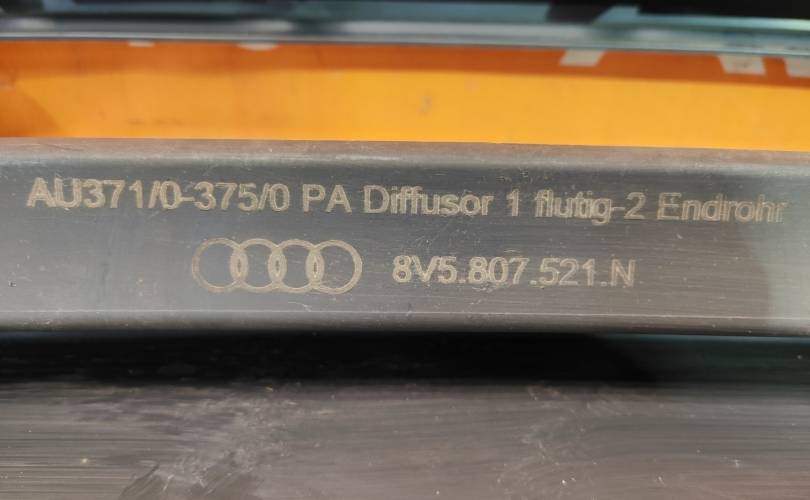 AU371/0-375/0 PA Diffusor 1 flutig-2 Endrohr
8V5.807.521.N